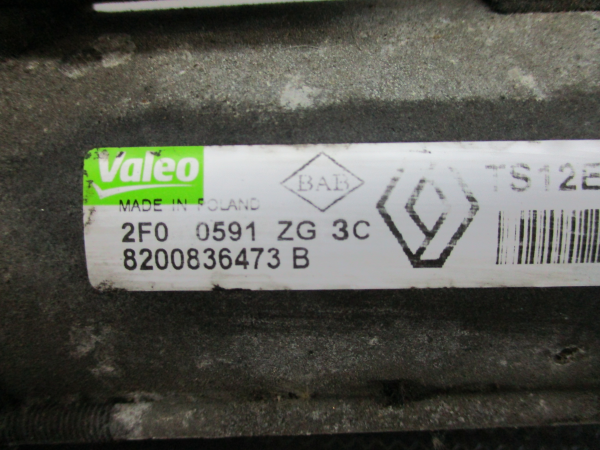 Valeo
BAB
TS12E
MADE IN POLAND
2F0 0591 ZG 3C
8200836473 B